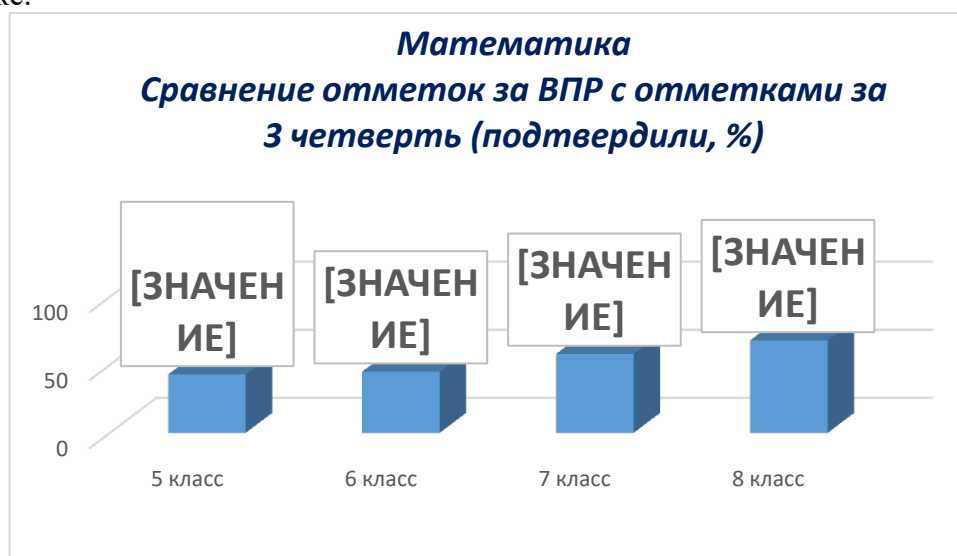 Математика
Сравнение отметок за ВПР с отметками за
3 четверть (подтвердили, %)
[ЗНАЧЕН
ИЕ]
[ЗНАЧЕН
ИЕ]
[ЗНАЧЕН
ИЕ]
[ЗНАЧЕН
ИЕ]
100
50
0
5 класс
6 класс
7 класс
8 класс